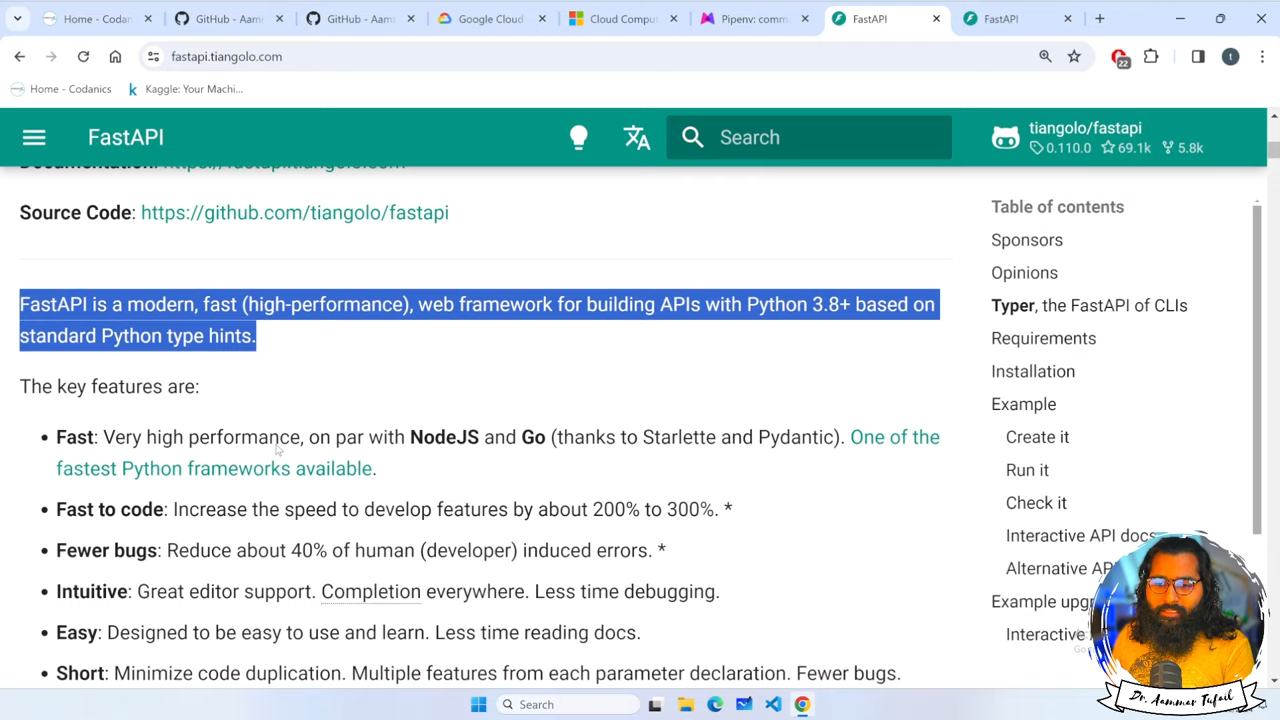 Home - Codanics
GitHub - Aam
GitHub - Aami
Google Cloud
Cloud Comput
Pipenv: comm
FastAPI
FastAPI
fastapi.tiangolo.com
22
t
Home - Codanics
Kaggle: Your Machi...
FastAPI
Search
tiangolo/fastapi
0.110.0 69.1k 5.8k
Documentation: https://fastapi.tiangolo.com
Source Code: https://github.com/tiangolo/fastapi
FastAPI is a modern, fast (high-performance), web framework for building APIs with Python 3.8+ based on
standard Python type hints.
The key features are:
• Fast: Very high performance, on par with NodeJS and Go (thanks to Starlette and Pydantic). One of the
fastest Python frameworks available.
• Fast to code: Increase the speed to develop features by about 200% to 300%. *
• Fewer bugs: Reduce about 40% of human (developer) induced errors. *
• Intuitive: Great editor support. Completion everywhere. Less time debugging.
• Easy: Designed to be easy to use and learn. Less time reading docs.
• Short: Minimize code duplication. Multiple features from each parameter declaration. Fewer bugs.
Table of contents
Sponsors
Opinions
Typer, the FastAPI of CLIs
Requirements
Installation
Example
Create it
Run it
Check it
Interactive API docs
Alternative AP
Example upg
Interactive
Search
Dr. Aammar Tufail